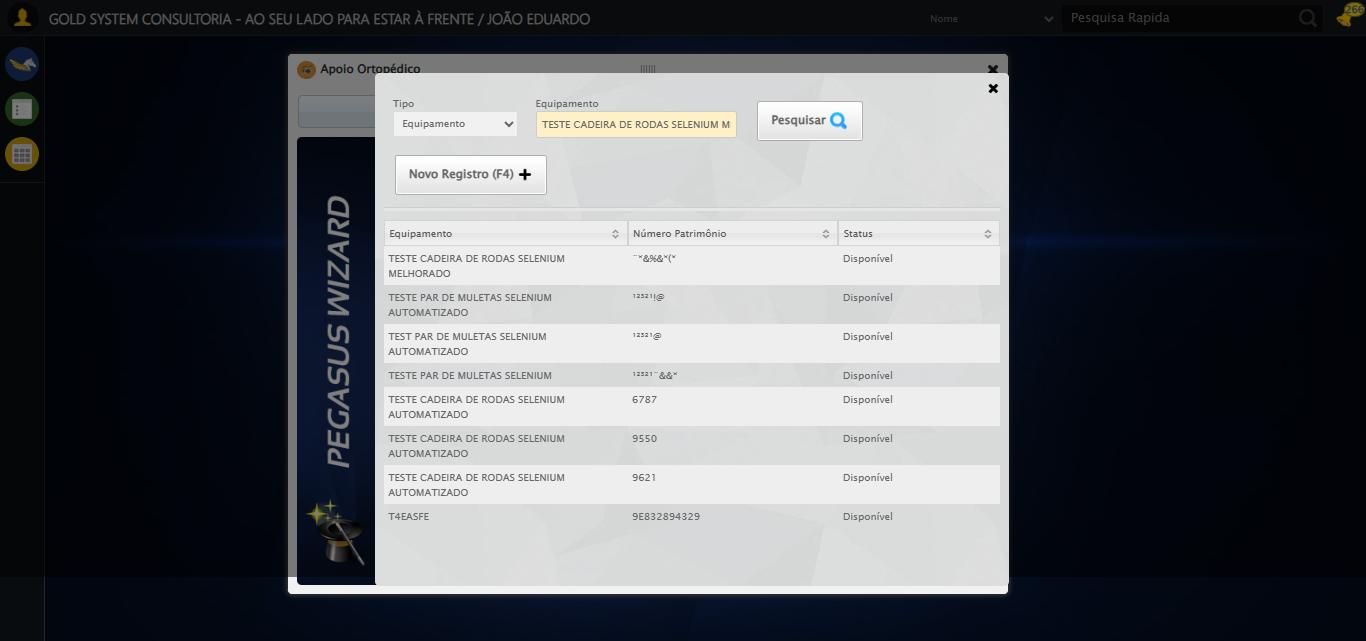 GOLD SYSTEM CONSULTORIA - AO SEU LADO PARA ESTAR À FRENTE / JOÃO EDUARDO
Nome
Pesquisa Rapida
266
Apoio Ortopédico
Tipo
Equipamento
Equipamento
TESTE CADEIRA DE RODAS SELENIUM M
Pesquisar
Novo Registro (F4)
PEGASUS WIZARD
Equipamento Número Patrimônio Status
TESTE CADEIRA DE RODAS SELENIUM MELHORADO ¨*&%&*(* Disponível
TESTE PAR DE MULETAS SELENIUM AUTOMATIZADO ¹²³²¹!@ Disponível
TEST PAR DE MULETAS SELENIUM AUTOMATIZADO ¹²³²¹@ Disponível
TESTE PAR DE MULETAS SELENIUM ¹²³²¹¨&&* Disponível
TESTE CADEIRA DE RODAS SELENIUM AUTOMATIZADO 6787 Disponível
TESTE CADEIRA DE RODAS SELENIUM AUTOMATIZADO 9550 Disponível
TESTE CADEIRA DE RODAS SELENIUM AUTOMATIZADO 9621 Disponível
T4EASFE 9E832894329 Disponível